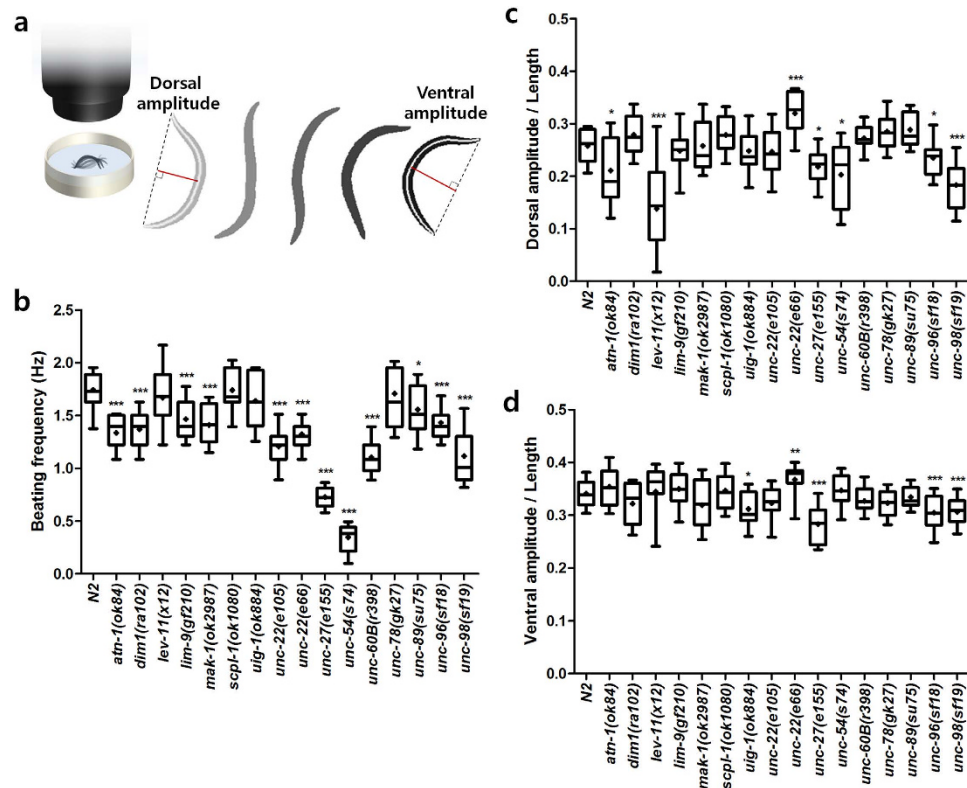 a
Dorsal
amplitude
Ventral
amplitude
b
Beating frequency (Hz)
2.5
2.0
1.5
1.0
0.5
0.0
***
***
***
***
***
***
***
***
***
*
***
***
N2
atn-1(ok84)
dim1(ra102)
lev-11(x12)
lim-9(gf210)
mak-1(ok2987)
scpl-1(ok1080)
uig-1(ok884)
unc-22(e105)
unc-22(e66)
unc-27(e155)
unc-54(s74)
unc-60B(r398)
unc-78(gk27)
unc-89(su75)
unc-96(sf18)
unc-98(sf19)
c
Dorsal amplitude / Length
0.5
0.4
0.3
0.2
0.1
0.0
*
***
***
*
*
*
***
N2
atn-1(ok84)
dim1(ra102)
lev-11(x12)
lim-9(gf210)
mak-1(ok2987)
scpl-1(ok1080)
uig-1(ok884)
unc-22(e105)
unc-22(e66)
unc-27(e155)
unc-54(s74)
unc-60B(r398)
unc-78(gk27)
unc-89(su75)
unc-96(sf18)
unc-98(sf19)
d
Ventral amplitude / Length
0.5
0.4
0.3
0.2
0.1
0.0
*
**
***
***
***
N2
atn-1(ok84)
dim1(ra102)
lev-11(x12)
lim-9(gf210)
mak-1(ok2987)
scpl-1(ok1080)
uig-1(ok884)
unc-22(e105)
unc-22(e66)
unc-27(e155)
unc-54(s74)
unc-60B(r398)
unc-78(gk27)
unc-89(su75)
unc-96(sf18)
unc-98(sf19)